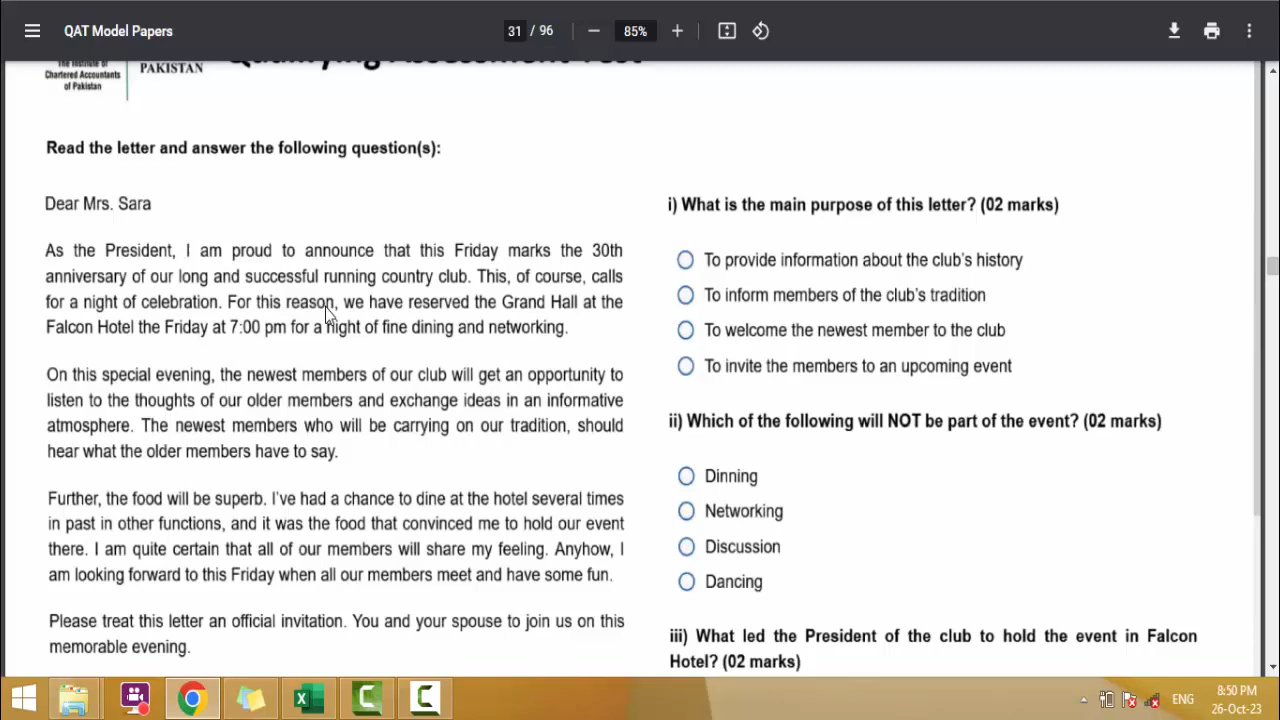 QAT Model Papers
31 / 96
85%
The Institute of
Chartered Accountants
of Pakistan
PAKISTAN
Qualifying Assessment Test
Read the letter and answer the following question(s):
Dear Mrs. Sara
As the President, I am proud to announce that this Friday marks the 30th
anniversary of our long and successful running country club. This, of course, calls
for a night of celebration. For this reason, we have reserved the Grand Hall at the
Falcon Hotel the Friday at 7:00 pm for a night of fine dining and networking.
On this special evening, the newest members of our club will get an opportunity to
listen to the thoughts of our older members and exchange ideas in an informative
atmosphere. The newest members who will be carrying on our tradition, should
hear what the older members have to say.
Further, the food will be superb. I've had a chance to dine at the hotel several times
in past in other functions, and it was the food that convinced me to hold our event
there. I am quite certain that all of our members will share my feeling. Anyhow, I
am looking forward to this Friday when all our members meet and have some fun.
Please treat this letter an official invitation. You and your spouse to join us on this
memorable evening.
i) What is the main purpose of this letter? (02 marks)
To provide information about the club's history
To inform members of the club's tradition
To welcome the newest member to the club
To invite the members to an upcoming event
ii) Which of the following will NOT be part of the event? (02 marks)
Dinning
Networking
Discussion
Dancing
iii) What led the President of the club to hold the event in Falcon
Hotel? (02 marks)
ENG
8:50 PM
26-Oct-23